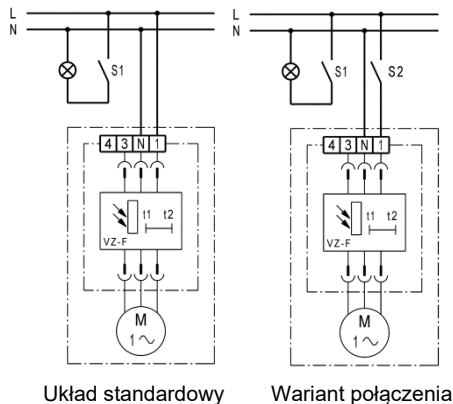 L
N
S1
4 3 N 1
t1 t2
VZ-F
M
1
Układ standardowy
L
N
S1
S2
4 3 N 1
t1 t2
VZ-F
M
1
Wariant połączenia